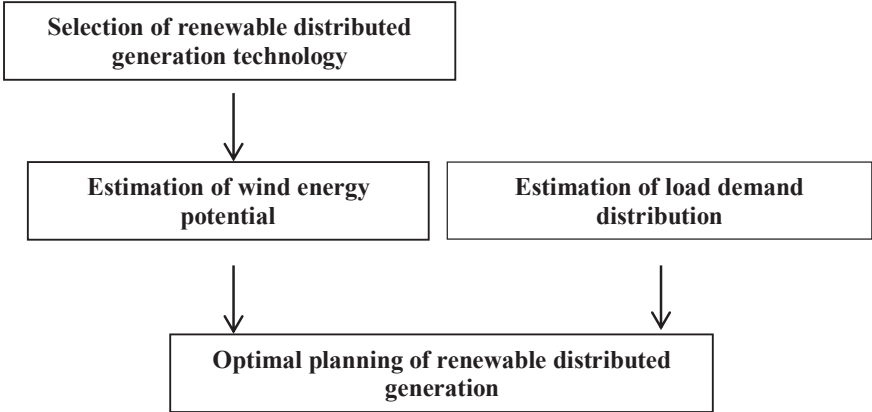 Selection of renewable distributed
generation technology
Estimation of wind energy
potential
Estimation of load demand
distribution
Optimal planning of renewable distributed
generation